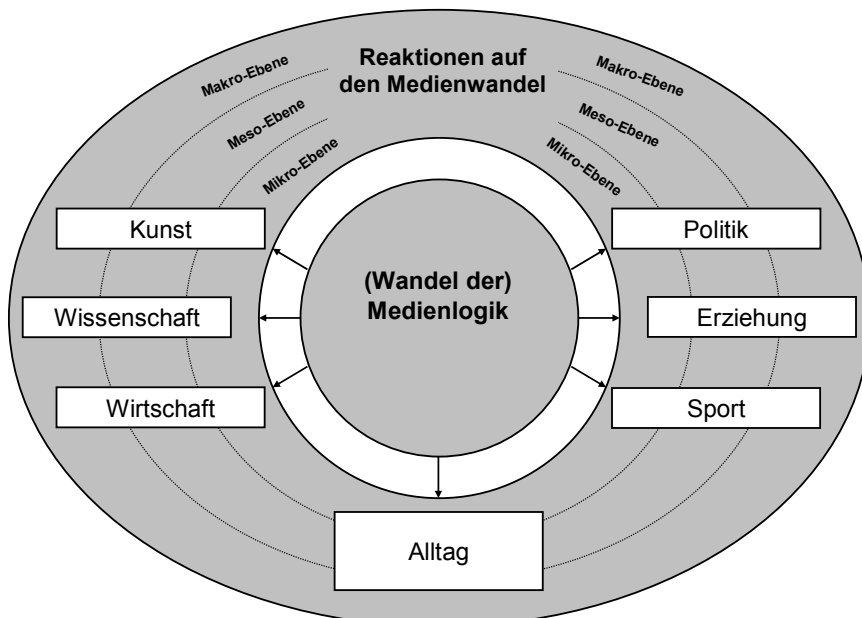 Reaktionen auf
den Medienwandel
Makro-Ebene
Makro-Ebene
Meso-Ebene
Meso-Ebene
Mikro-Ebene
Mikro-Ebene
Kunst
Politik
(Wandel der)
Medienlogik
Wissenschaft
Erziehung
Wirtschaft
Sport
Alltag